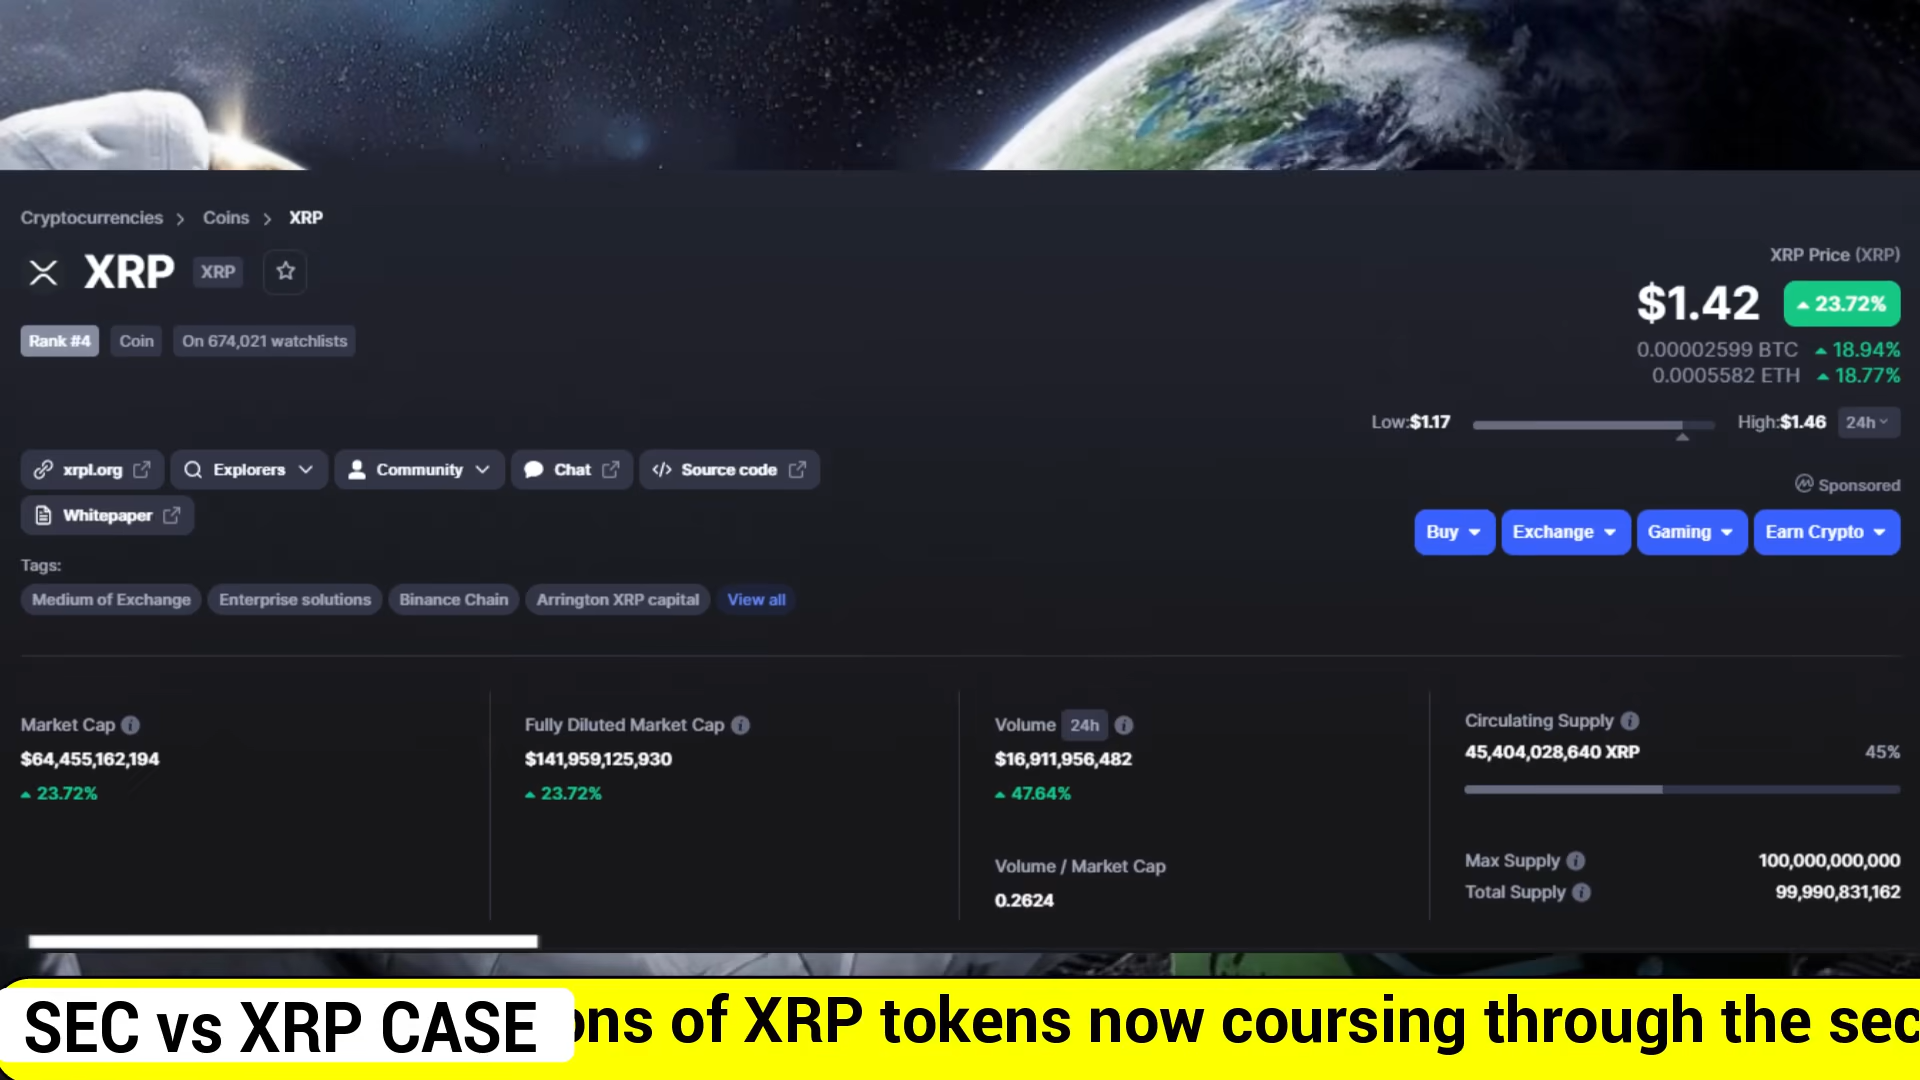 Cryptocurrencies > Coins > XRP
XRP XRP
Rank #4 Coin On 674,021 watchlists
XRP Price (XRP)
$1.42 23.72%
0.00002599 BTC 18.94%
0.0005582 ETH 18.77%
Low:$1.17 High:$1.46 24h
xrpl.org Explorers Community Chat </> Source code
Whitepaper
Sponsored
Buy Exchange Gaming Earn Crypto
Tags:
Medium of Exchange Enterprise solutions Binance Chain Arrington XRP capital View all
Market Cap
$64,455,162,194
23.72%
Fully Diluted Market Cap
$141,959,125,930
23.72%
Volume 24h
$16,911,956,482
47.64%
Volume / Market Cap
0.2624
Circulating Supply
45,404,028,640 XRP 45%
Max Supply 100,000,000,000
Total Supply 99,990,831,162
SEC vs XRP CASE ons of XRP tokens now coursing through the sec